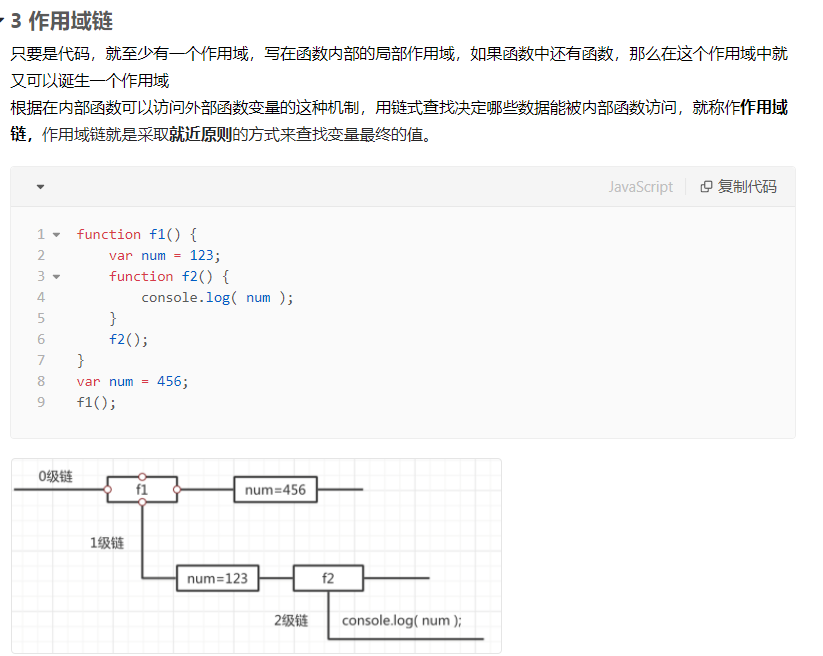 3 作用域链
只要是代码，就至少有一个作用域，写在函数内部的局部作用域，如果函数中还有函数，那么在这个作用域中就
又可以诞生一个作用域
根据在内部函数可以访问外部函数变量的这种机制，用链式查找决定哪些数据能被内部函数访问，就称作作用域
链，作用域链就是采取就近原则的方式来查找变量最终的值。
JavaScript 复制代码
1 function f1() {
2     var num = 123;
3     function f2() {
4         console.log( num );
5     }
6     f2();
7 }
8 var num = 456;
9 f1();
0级链
f1
num=456
1级链
num=123
f2
2级链
console.log( num );